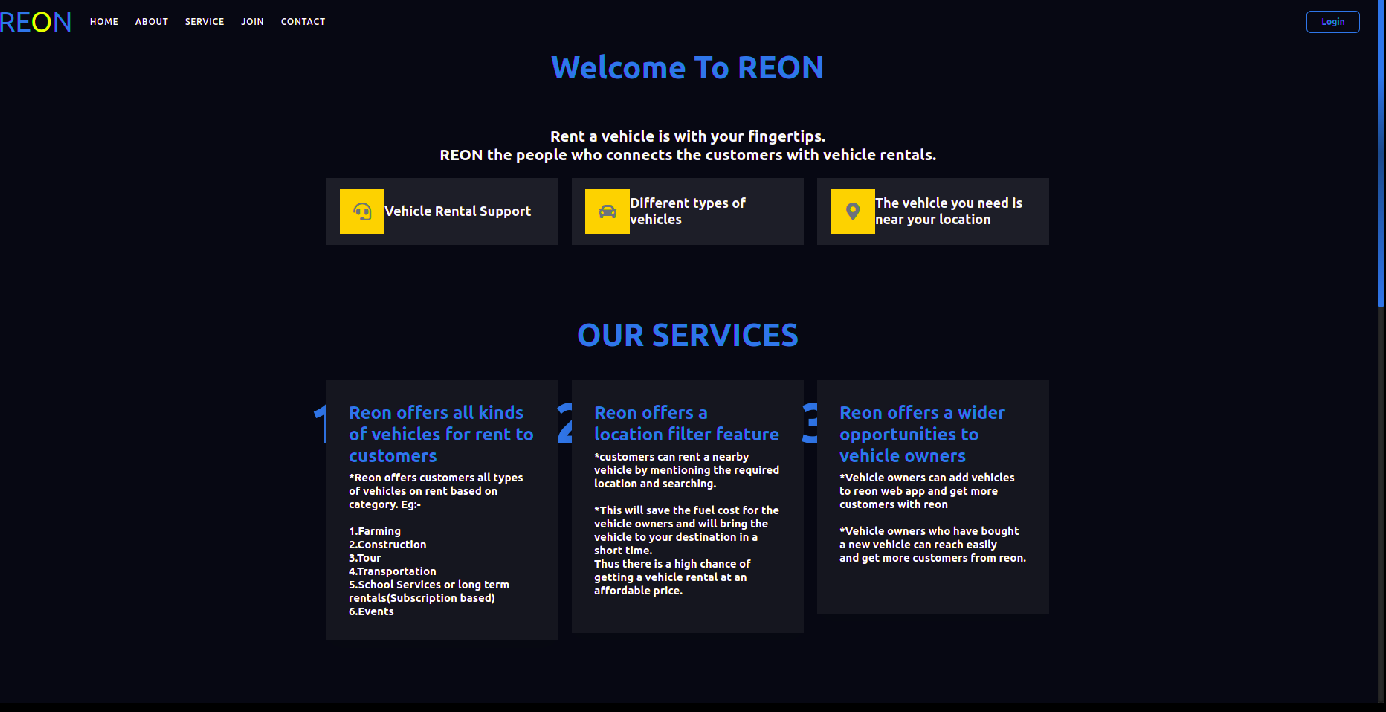 REON HOME ABOUT SERVICE JOIN CONTACT Login
Welcome To REON
Rent a vehicle is with your fingertips.
REON the people who connects the customers with vehicle rentals.
Vehicle Rental Support
Different types of
vehicles
The vehicle you need is
near your location
OUR SERVICES
1
Reon offers all kinds
of vehicles for rent to
customers
*Reon offers customers all types
of vehicles on rent based on
category. Eg:-
1.Farming
2.Construction
3.Tour
4.Transportation
5.School Services or long term
rentals(Subscription based)
6.Events
2
Reon offers a
location filter feature
*customers can rent a nearby
vehicle by mentioning the required
location and searching.
*This will save the fuel cost for the
vehicle owners and will bring the
vehicle to your destination in a
short time.
Thus there is a high chance of
getting a vehicle rental at an
affordable price.
3
Reon offers a wider
opportunities to
vehicle owners
*Vehicle owners can add vehicles
to reon web app and get more
customers with reon
*Vehicle owners who have bought
a new vehicle can reach easily
and get more customers from reon.